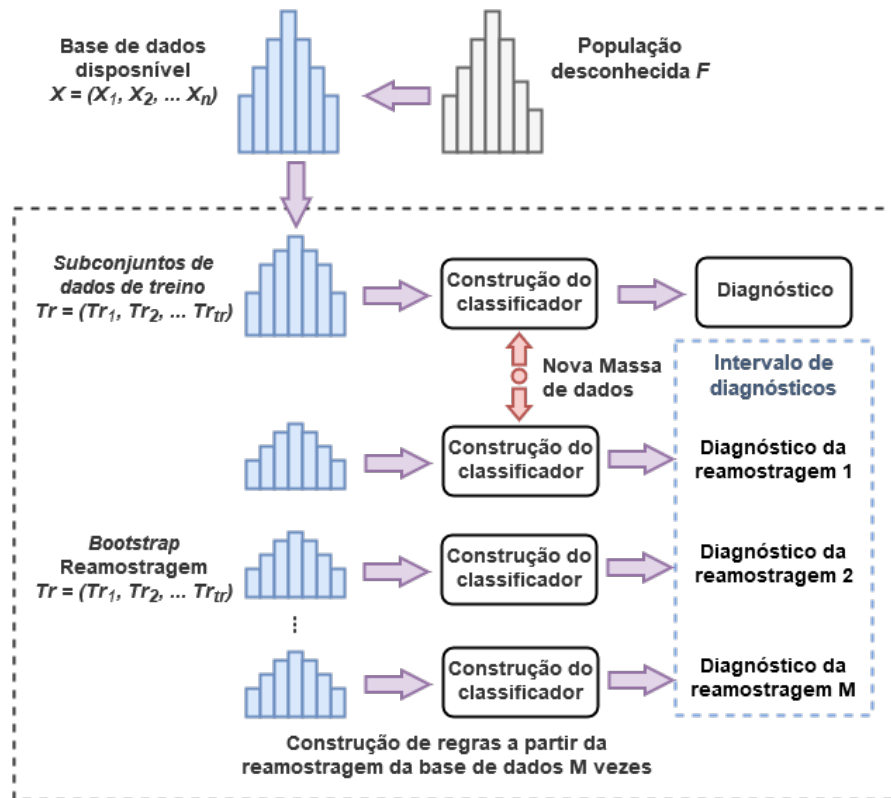 Base de dados
disposnível
X = (X1, X2, ... Xn)
População
desconhecida F
Subconjuntos de
dados de treino
Tr = (Tr1, Tr2, ... Trtr)
Construção do
classificador
Diagnóstico
Nova Massa
de dados
Intervalo de
diagnósticos
Construção do
classificador
Diagnóstico da
reamostragem 1
Bootstrap
Reamostragem
Tr = (Tr1, Tr2, ... Trtr)
Construção do
classificador
Diagnóstico da
reamostragem 2
...
Construção do
classificador
Diagnóstico da
reamostragem M
Construção de regras a partir da
reamostragem da base de dados M vezes